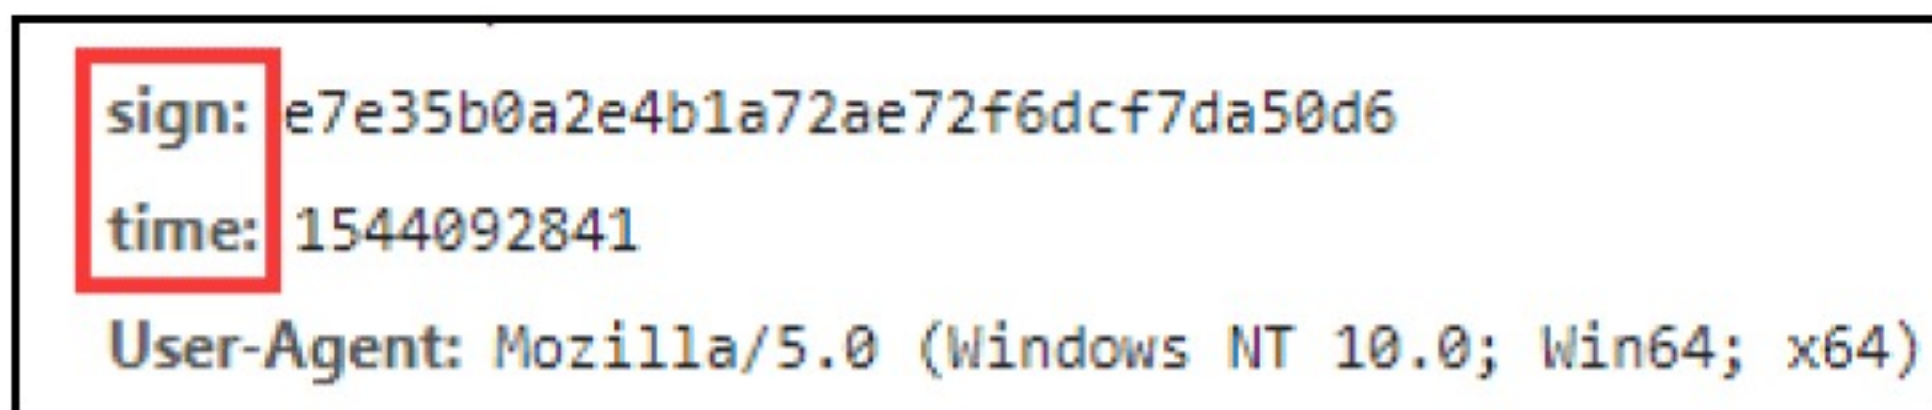 sign: e7e35b0a2e4b1a72ae72f6dcf7da50d6
time: 1544092841
User-Agent: Mozilla/5.0 (Windows NT 10.0; Win64; x64)